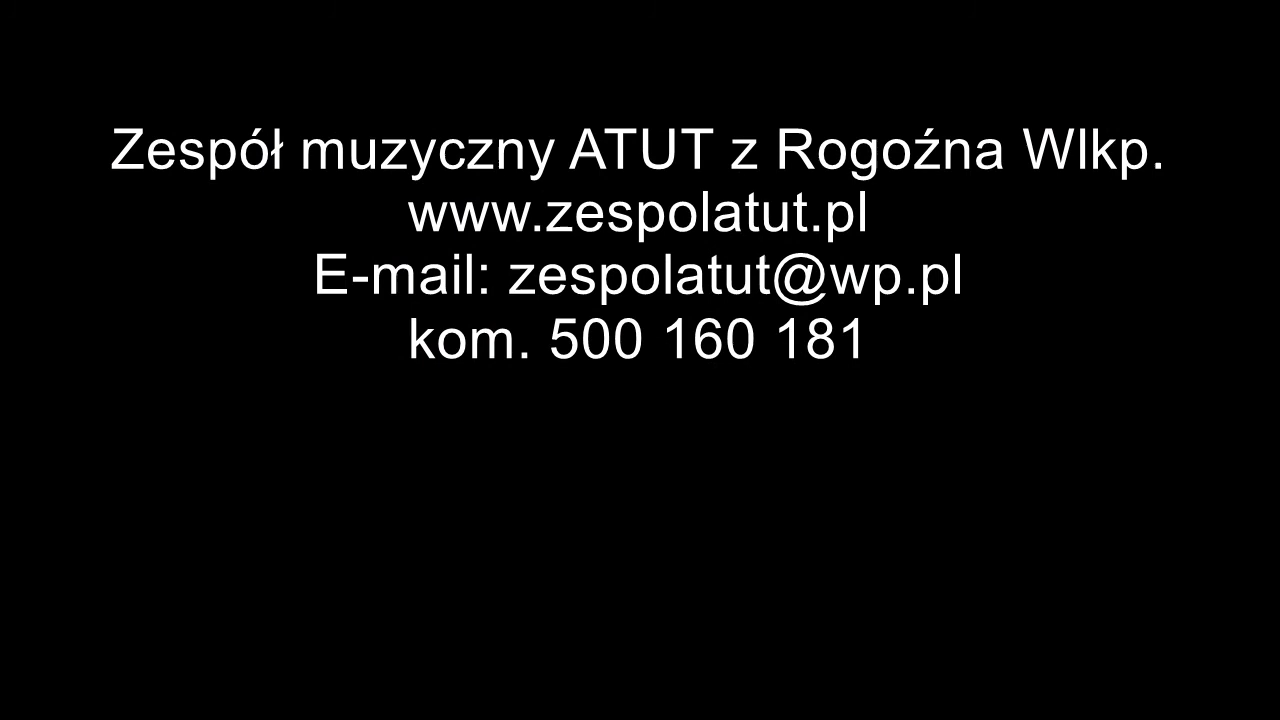 Zespół muzyczny ATUT z Rogoźna Wlkp.
www.zespolatut.pl
E-mail: zespolatut@wp.pl
kom. 500 160 181